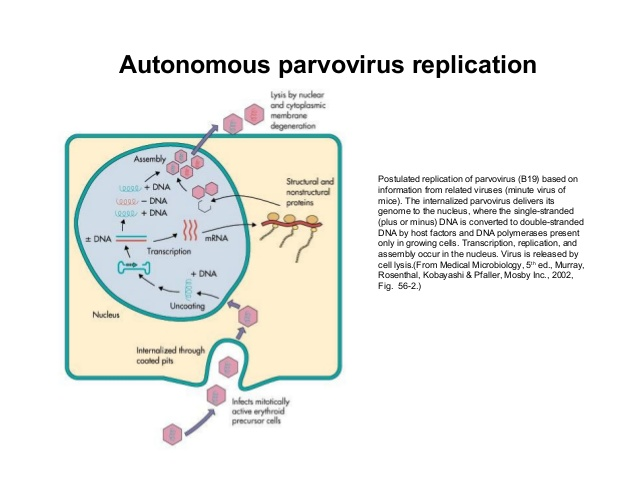 Autonomous parvovirus replication
Lysis by nuclear
and cytoplasmic
membrane
degeneration
Assembly
+ DNA
− DNA
+ DNA
Structural and
nonstructural
proteins
± DNA
mRNA
Transcription
+ DNA
Uncoating
Nucleus
Internalized through
coated pits
Infects mitotically
active erythroid
precursor cells
Postulated replication of parvovirus (B19) based on
information from related viruses (minute virus of
mice). The internalized parvovirus delivers its
genome to the nucleus, where the single-stranded
(plus or minus) DNA is converted to double-stranded
DNA by host factors and DNA polymerases present
only in growing cells. Transcription, replication, and
assembly occur in the nucleus. Virus is released by
cell lysis.(From Medical Microbiology, 5th ed., Murray,
Rosenthal, Kobayashi & Pfaller, Mosby Inc., 2002,
Fig. 56-2.)